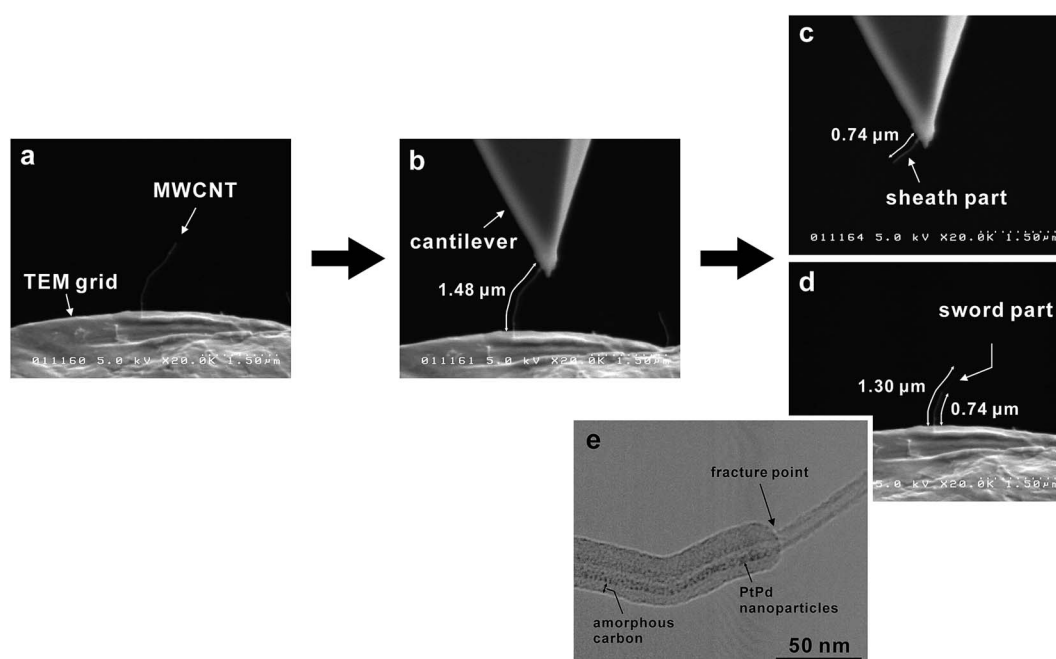 a
MWCNT
TEM grid
011160 5.0 kV X20.0K 1.50µm
b
cantilever
1.48 µm
011161 5.0 kV X20.0K 1.50µm
c
0.74 µm
sheath part
011164 5.0 kV X20.0K 1.50µm
d
sword part
1.30 µm
0.74 µm
5.0 kV X20.0K 1.50µm
e
fracture point
PtPd
nanoparticles
amorphous
carbon
50 nm